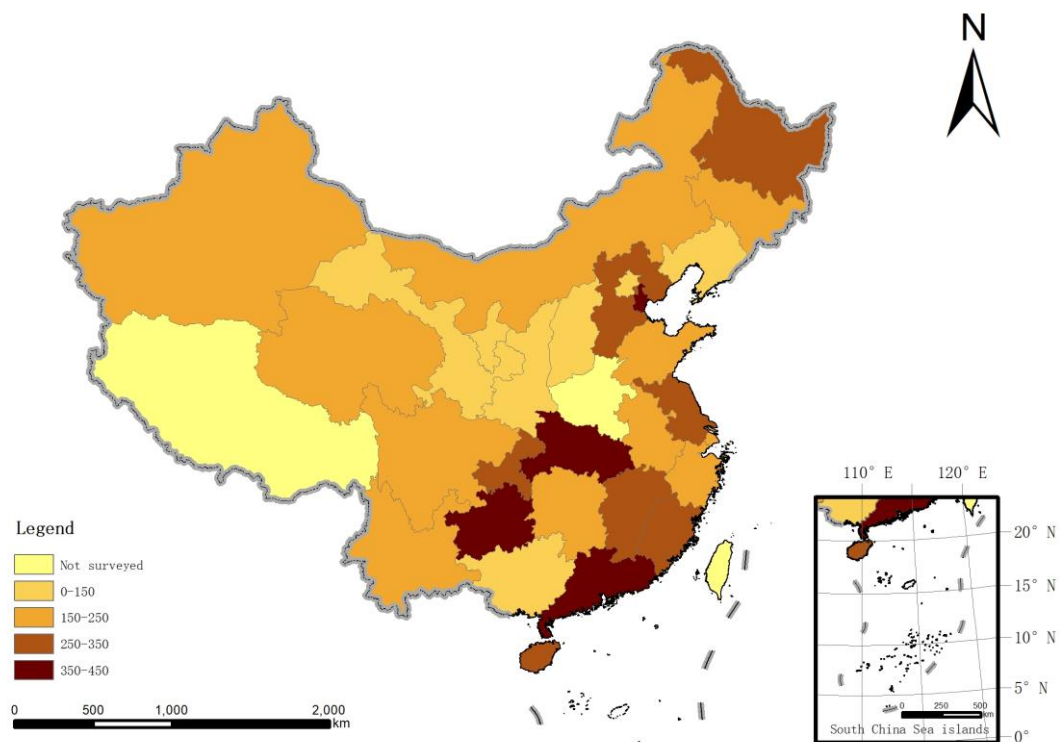 N
Legend
Not surveyed
0-150
150-250
250-350
350-450
0 500 1,000 2,000
km
110° E 120° E
20° N
15° N
10° N
5° N
0°
0 250 500
km
South China Sea islands